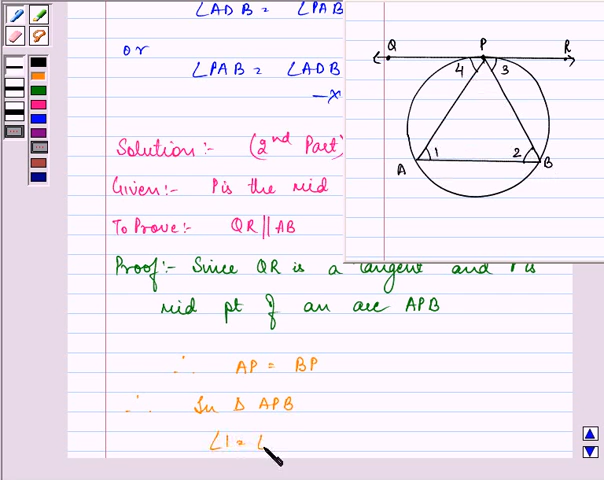 ∠ADB = ∠PAB
or
∠PAB = ∠ADB
—x
Solution:- (2nd Part)
Given:- P is the mid
To Prove:- QR || AB
Proof:- Since QR is a tangent and P is
mid pt of an arc APB
∴ AP = BP
∴ In Δ APB
∠1 = ∠
Q P R
4 3
1 2
A B